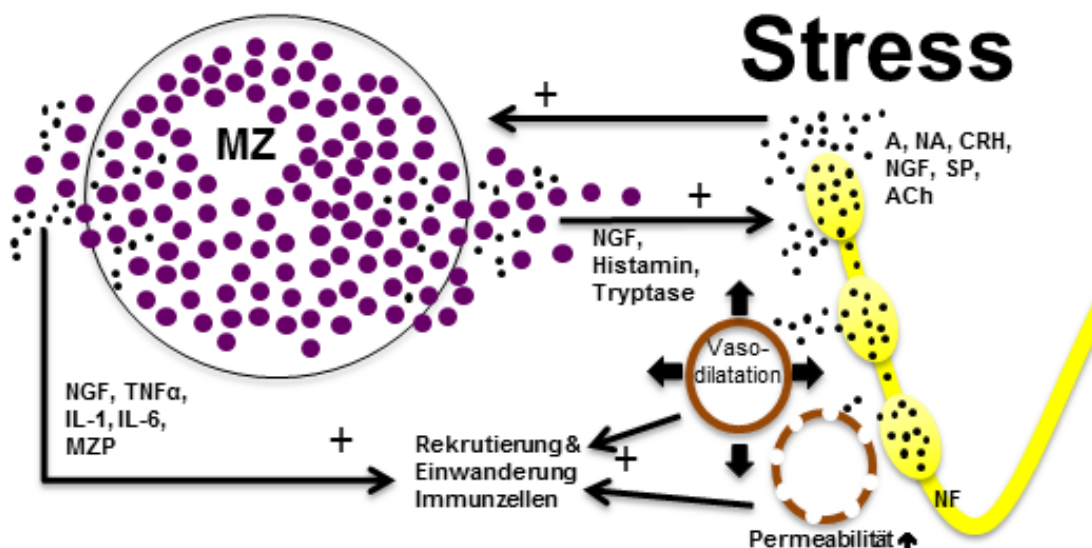 Stress
MZ
+
A, NA, CRH,
NGF, SP,
ACh
+
NGF,
Histamin,
Tryptase
Vaso-
dilatation
NGF, TNFα,
IL-1, IL-6,
MZP
+
Rekrutierung &
Einwanderung
Immunzellen
+
NF
Permeabilität